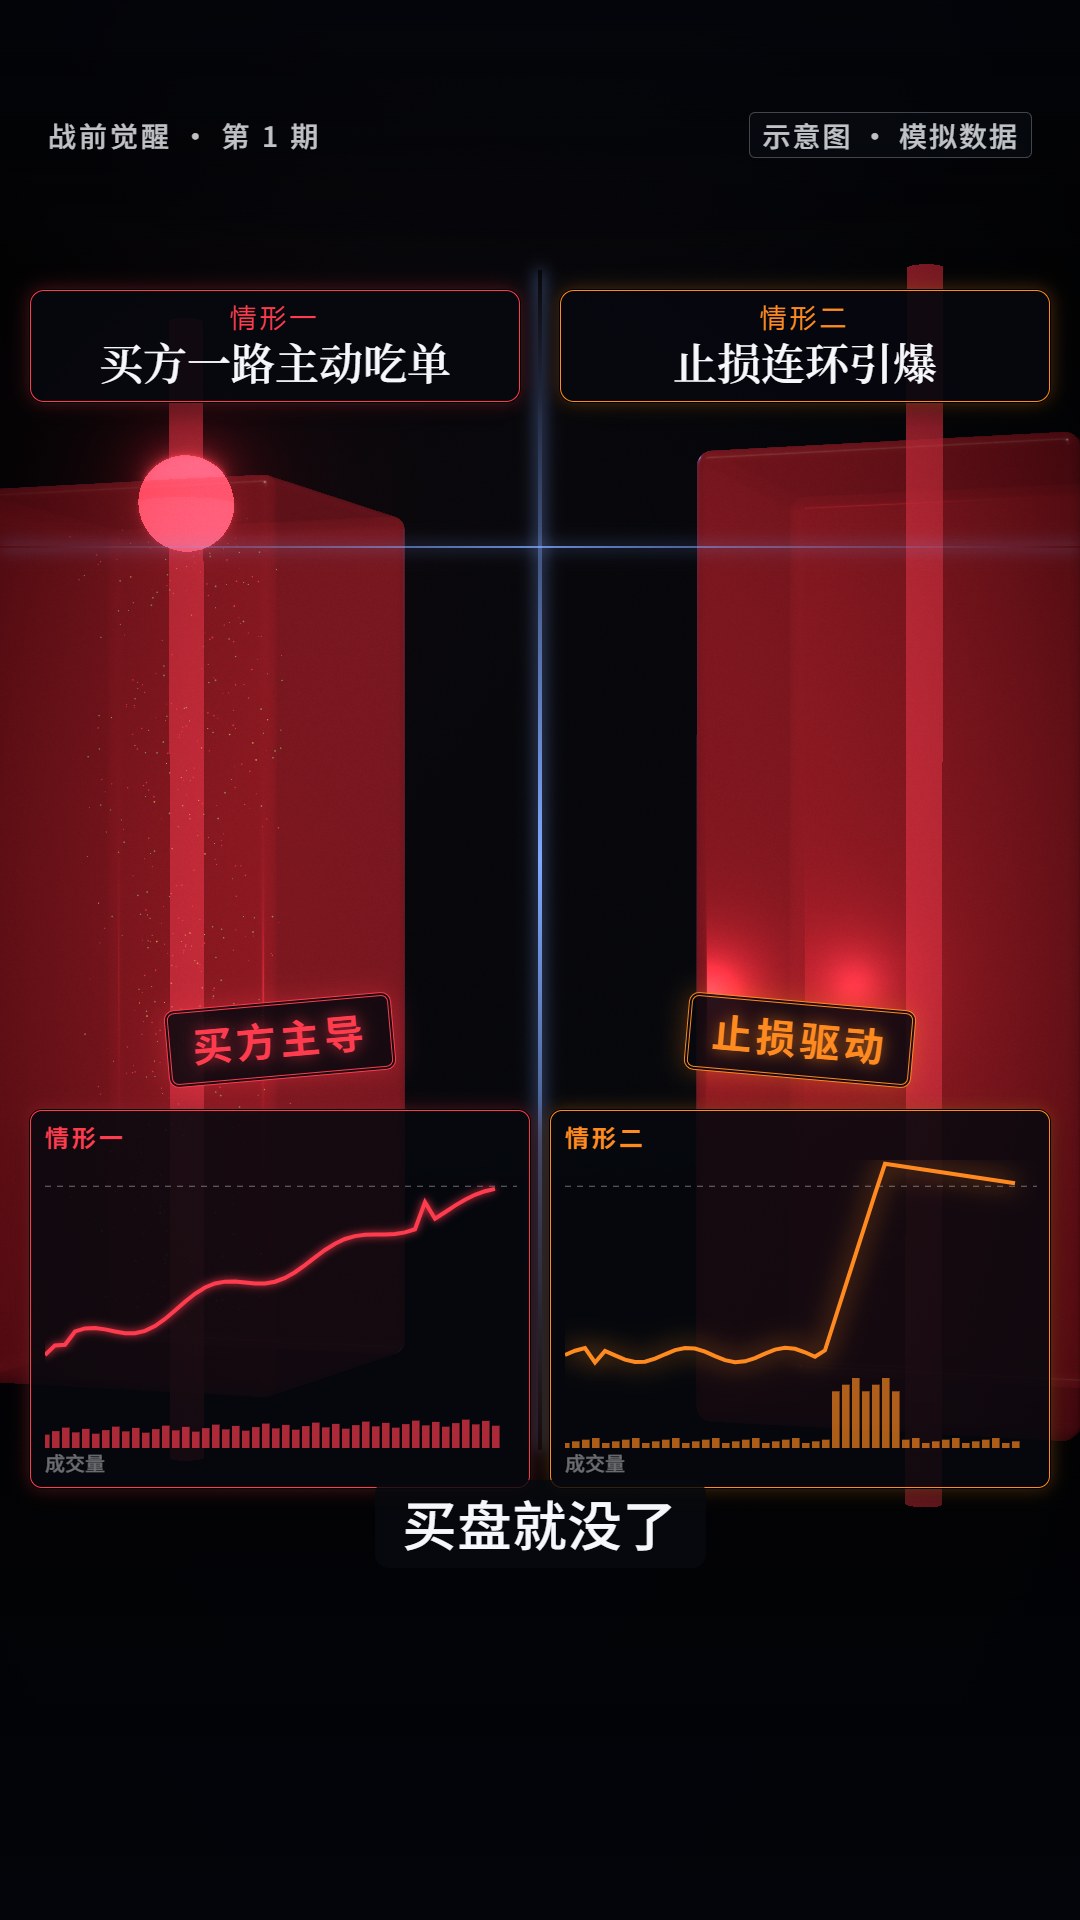 战前觉醒 · 第 1 期
示意图 · 模拟数据
情形一
买方一路主动吃单
情形二
止损连环引爆
买方主导
止损驱动
情形一
成交量
情形二
成交量
买盘就没了